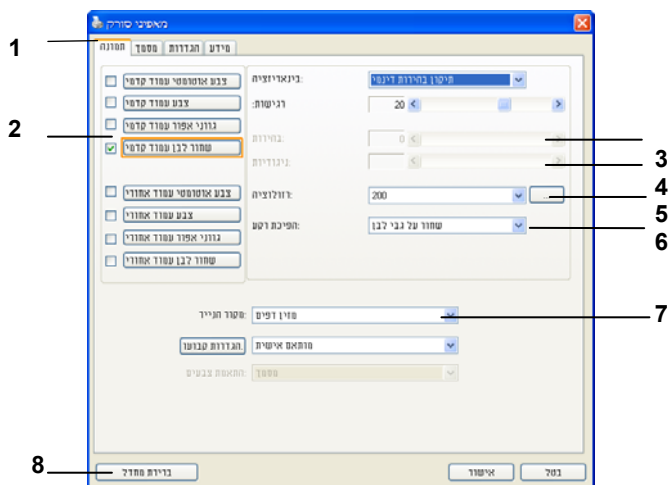 מאפיני סורק
1
תמונה מסמך הגדרות מידע
2
צבע אוטומטי עמוד קדמי
צבע עמוד קדמי
גווני אפור עמוד קדמי
שחור לבן עמוד קדמי
צבע אוטומטי עמוד אחורי
צבע עמוד אחורי
גווני אפור עמוד אחורי
שחור לבן עמוד אחורי
בינאריזציה: תיקון בהירות דינמי
רגישות: 20
בהירות: 0
3
ניגודיות:
4
רזולוציה: 200 ...
5
הפיכת רקע: שחור על גבי לבן
6
מקור הנייר: מזין דפים
7
הגדרות קבועו מותאם אישית
התאמת צבעים: מסמך
8
ברירת מחדל אישור בטל